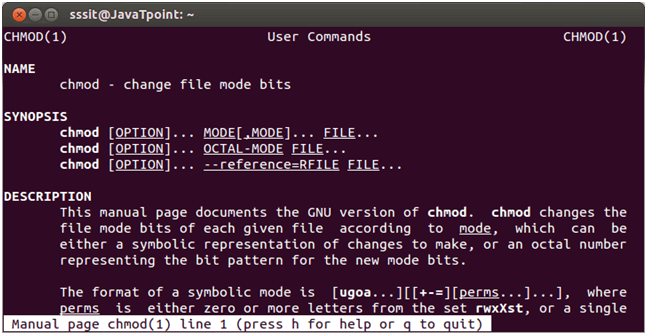 sssit@JavaTpoint: ~
CHMOD(1) User Commands CHMOD(1)
NAME
chmod - change file mode bits
SYNOPSIS
chmod [OPTION]... MODE[,MODE]... FILE...
chmod [OPTION]... OCTAL-MODE FILE...
chmod [OPTION]... --reference=RFILE FILE...
DESCRIPTION
This manual page documents the GNU version of chmod. chmod changes the
file mode bits of each given file according to mode, which can be
either a symbolic representation of changes to make, or an octal number
representing the bit pattern for the new mode bits.
The format of a symbolic mode is [ugoa...][[+-=][perms...]...], where
perms is either zero or more letters from the set rwxXst, or a single
Manual page chmod(1) line 1 (press h for help or q to quit)